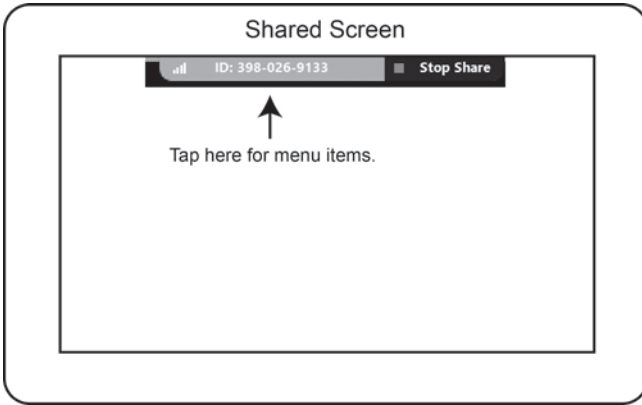 Shared Screen
ID: 398-026-9133 Stop Share
Tap here for menu items.